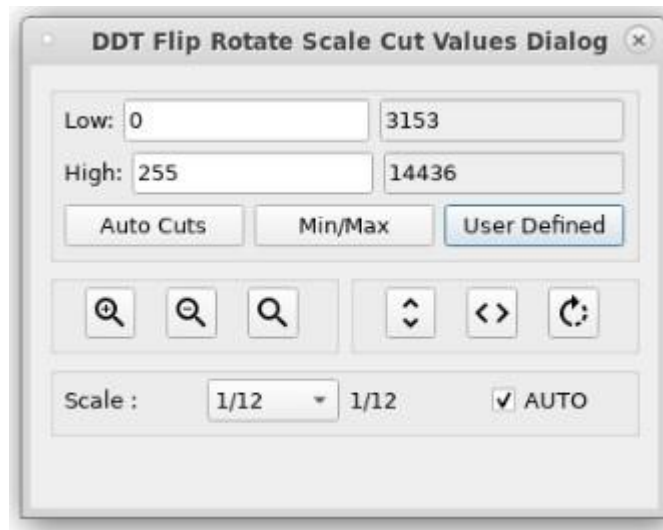 DDT Flip Rotate Scale Cut Values Dialog
Low: 0 3153
High: 255 14436
Auto Cuts Min/Max User Defined
Scale : 1/12 1/12 AUTO